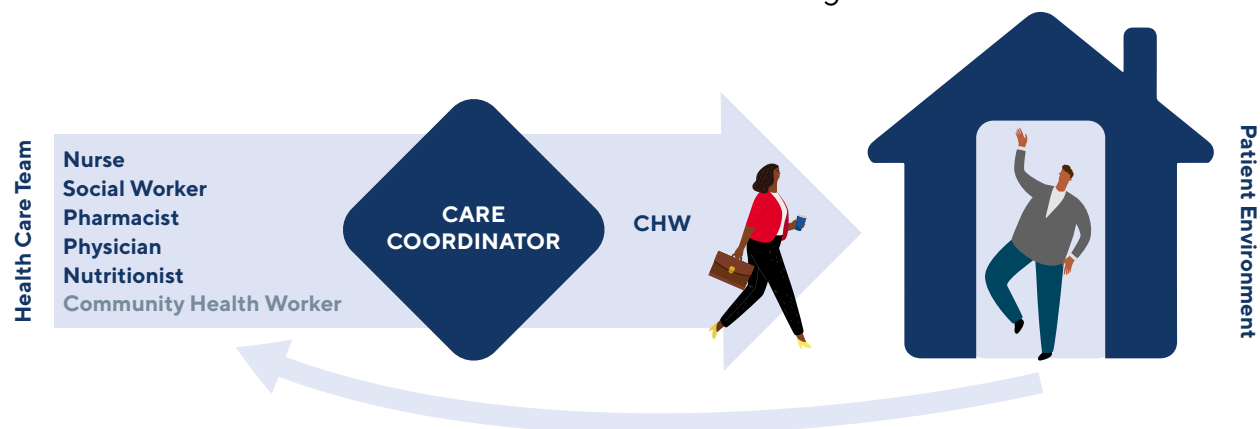 Health Care Team
Nurse
Social Worker
Pharmacist
Physician
Nutritionist
Community Health Worker
CARE
COORDINATOR
CHW
Patient Environment